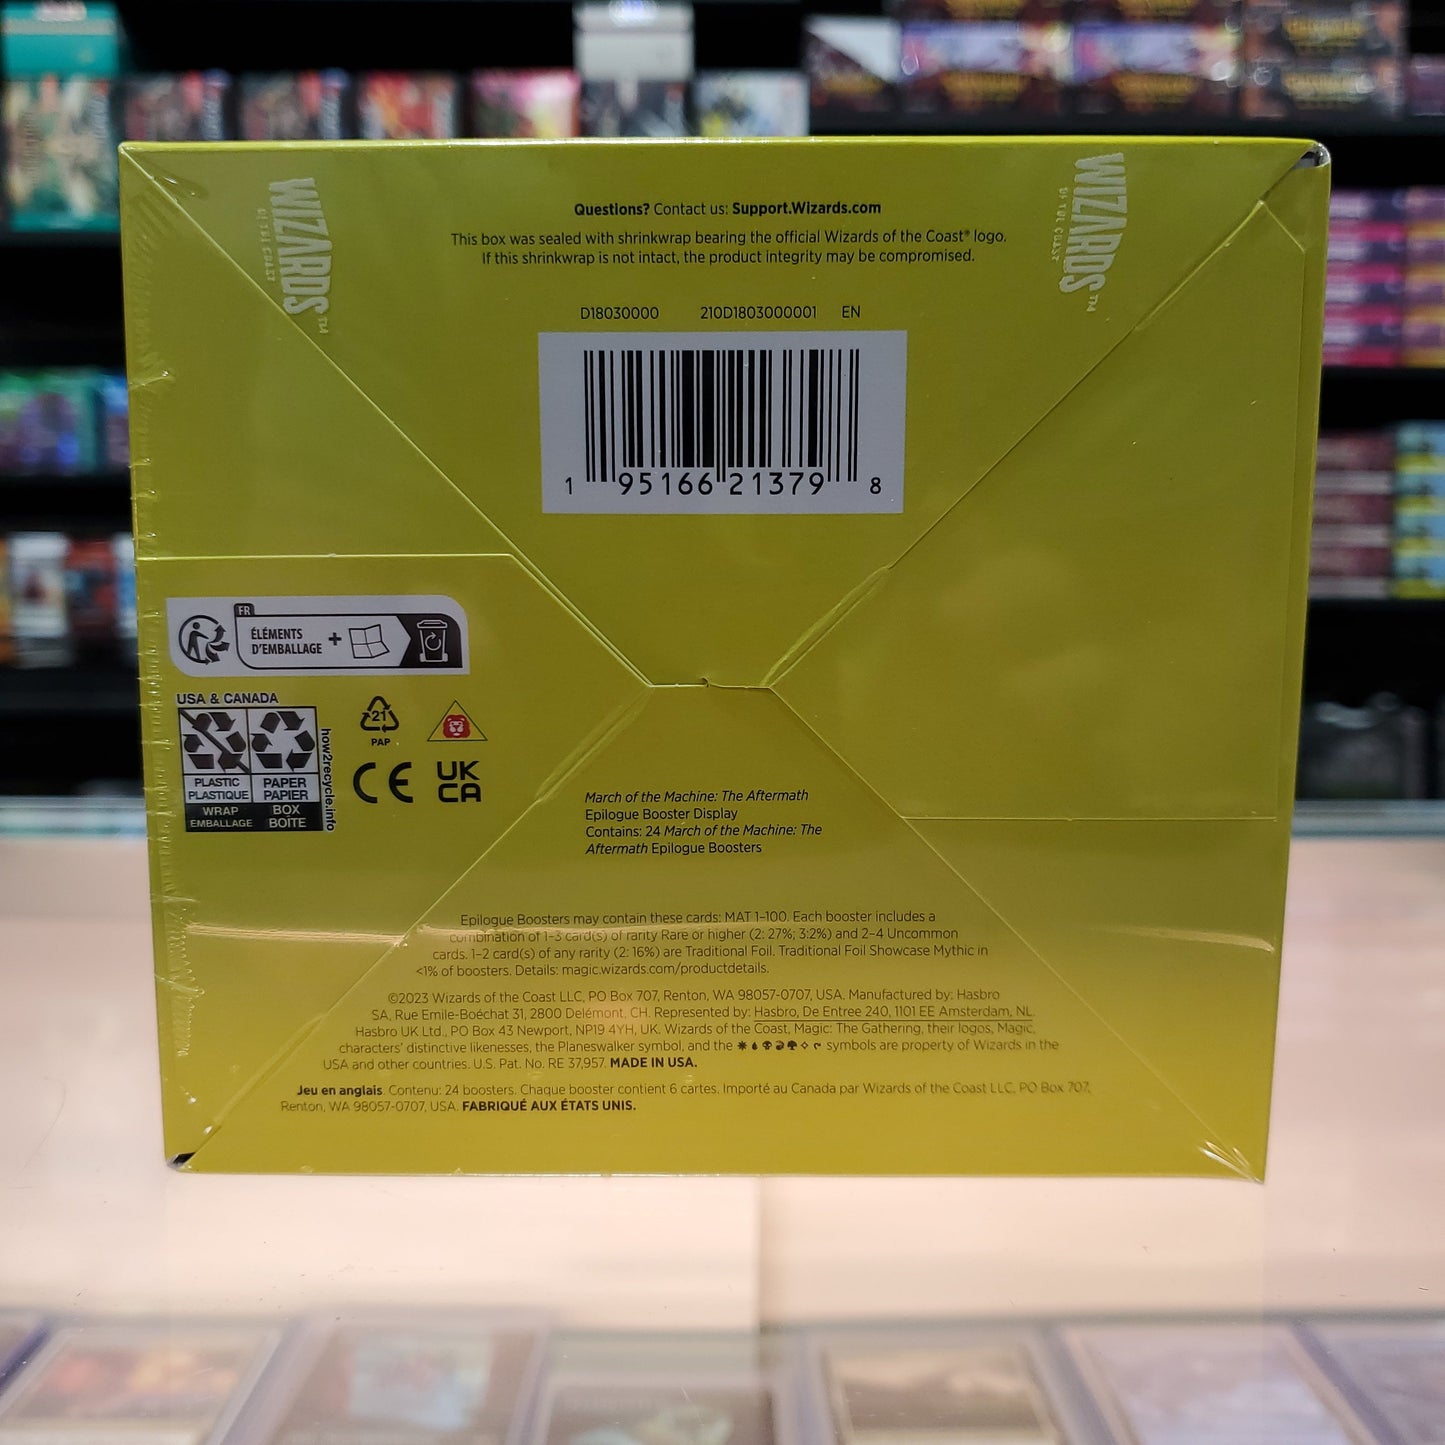 WIZARDS
OF THE COAST
TM
WIZARDS
OF THE COAST
TM
Questions? Contact us: Support.Wizards.com
This box was sealed with shrinkwrap bearing the official Wizards of the Coast® logo.
If this shrinkwrap is not intact, the product integrity may be compromised.
D18030000 210D1803000001 EN
1 95166 21379 8
FR
ÉLÉMENTS
D'EMBALLAGE +
USA & CANADA
PLASTIC
PLASTIQUE
WRAP
EMBALLAGE
PAPER
PAPIER
BOX
BOÎTE
how2recycle.info
21
PAP
CE
UK
CA
March of the Machine: The Aftermath
Epilogue Booster Display
Contains: 24 March of the Machine: The
Aftermath Epilogue Boosters
Epilogue Boosters may contain these cards: MAT 1–100. Each booster includes a
combination of 1–3 card(s) of rarity Rare or higher (2: 27%; 3:2%) and 2–4 Uncommon
cards. 1–2 card(s) of any rarity (2: 16%) are Traditional Foil. Traditional Foil Showcase Mythic in
<1% of boosters. Details: magic.wizards.com/productdetails.
©2023 Wizards of the Coast LLC, PO Box 707, Renton, WA 98057-0707, USA. Manufactured by: Hasbro
SA, Rue Emile-Boéchat 31, 2800 Delémont, CH. Represented by: Hasbro, De Entree 240, 1101 EE Amsterdam, NL.
Hasbro UK Ltd., PO Box 43 Newport, NP19 4YH, UK. Wizards of the Coast, Magic: The Gathering, their logos, Magic,
characters' distinctive likenesses, the Planeswalker symbol, and the symbols are property of Wizards in the
USA and other countries. U.S. Pat. No. RE 37,957. MADE IN USA.
Jeu en anglais. Contenu: 24 boosters. Chaque booster contient 6 cartes. Importé au Canada par Wizards of the Coast LLC, PO Box 707,
Renton, WA 98057-0707, USA. FABRIQUÉ AUX ÉTATS UNIS.